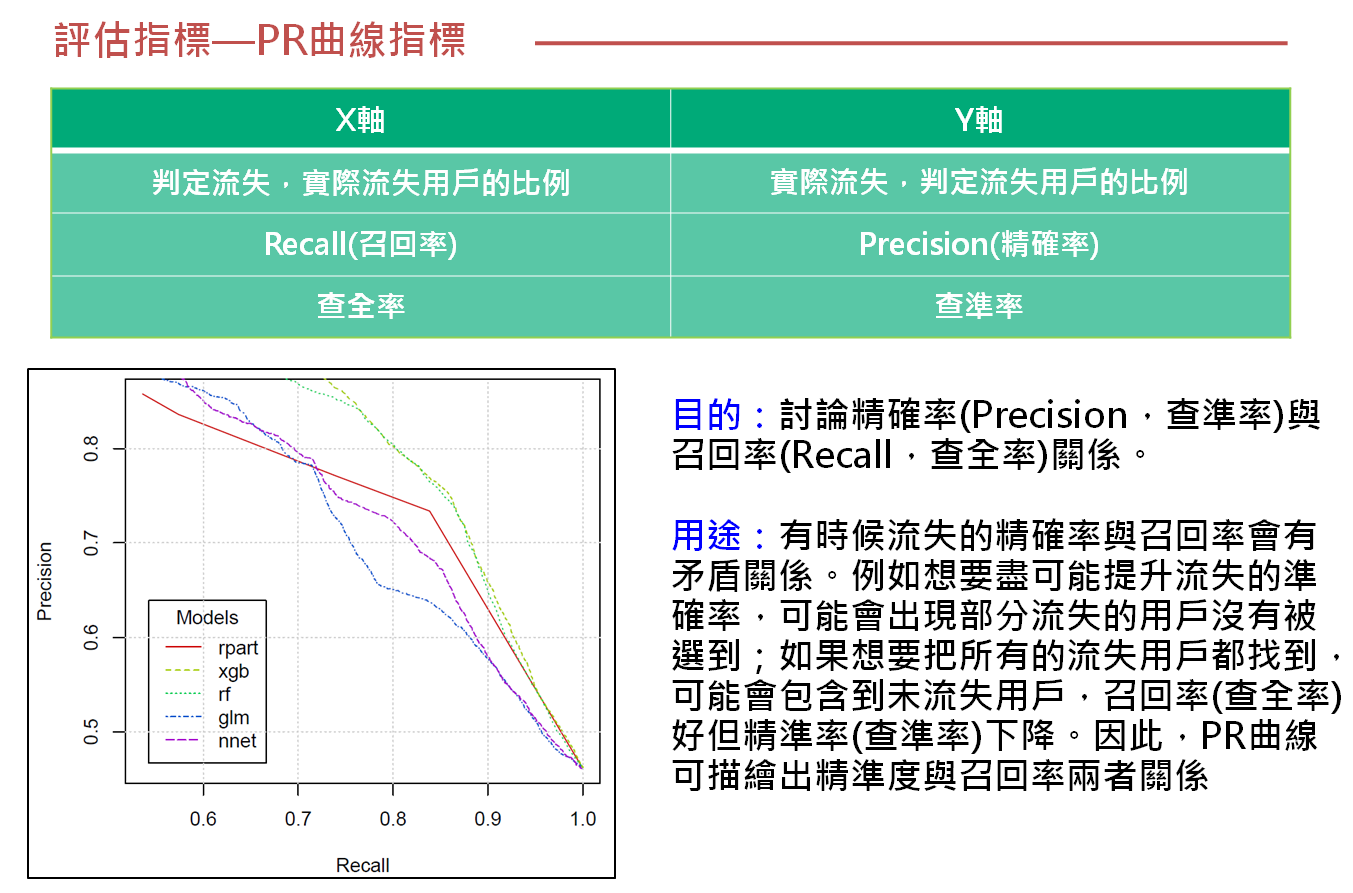 評估指標—PR曲線指標
X軸
Y軸
判定流失，實際流失用戶的比例
實際流失，判定流失用戶的比例
Recall(召回率)
Precision(精確率)
查全率
查準率
Precision
0.8
0.7
0.6
0.5
Models
rpart
xgb
rf
glm
nnet
0.6
0.7
0.8
0.9
1.0
Recall
目的：討論精確率(Precision，查準率)與
召回率(Recall，查全率)關係。
用途：有時候流失的精確率與召回率會有
矛盾關係。例如想要盡可能提升流失的準
確率，可能會出現部分流失的用戶沒有被
選到；如果想要把所有的流失用戶都找到，
可能會包含到未流失用戶，召回率(查全率)
好但精準率(查準率)下降。因此，PR曲線
可描繪出精準度與召回率兩者關係